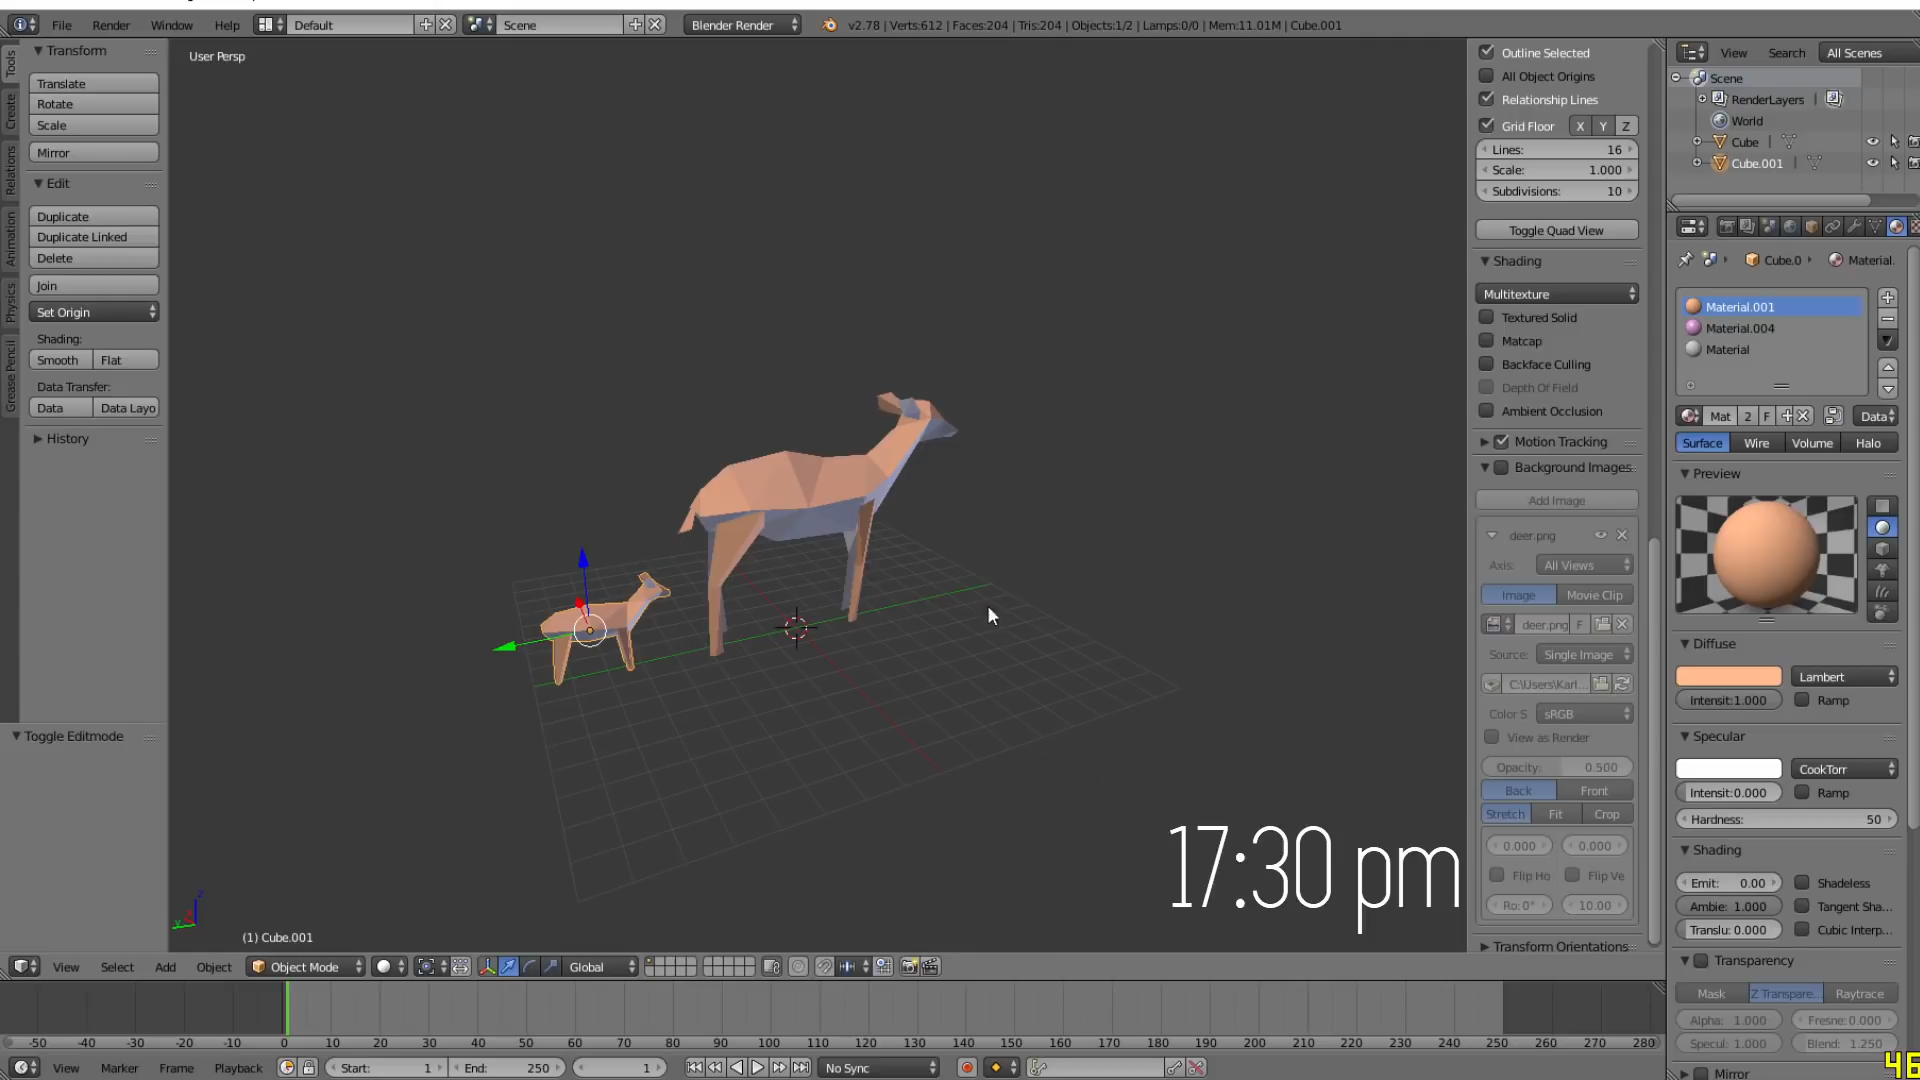 File Render Window Help Default Scene Blender Render v2.78 | Verts:612 | Faces:204 | Tris:204 | Objects:1/2 | Lamps:0/0 | Mem:11.01M | Cube.001
Tools
Create
Relations
Animation
Physics
Grease Pencil
Transform
Translate
Rotate
Scale
Mirror
Edit
Duplicate
Duplicate Linked
Delete
Join
Set Origin
Shading:
Smooth Flat
Data Transfer:
Data Data Layo
History
Toggle Editmode
User Persp
(1) Cube.001
17:30 pm
Outline Selected
All Object Origins
Relationship Lines
Grid Floor X Y Z
Lines: 16
Scale: 1.000
Subdivisions: 10
Toggle Quad View
Shading
Multitexture
Textured Solid
Matcap
Backface Culling
Depth Of Field
Ambient Occlusion
Motion Tracking
Background Images
Add Image
deer.png
Axis: All Views
Image Movie Clip
deer.png F
Source: Single Image
C:\Users\Karl...
Color S sRGB
View as Render
Opacity: 0.500
Back Front
Stretch Fit Crop
0.000 0.000
Flip Ho Flip Ve
Ro: 0° 10.00
Transform Orientations
View Search All Scenes
Scene
RenderLayers
World
Cube
Cube.001
Cube.0 Material.
Material.001
Material.004
Material
Mat 2 F Data
Surface Wire Volume Halo
Preview
Diffuse
Lambert
Intensit:1.000 Ramp
Specular
CookTorr
Intensit:0.000 Ramp
Hardness: 50
Shading
Emit: 0.00 Shadeless
Ambie: 1.000 Tangent Sha...
Translu: 0.000 Cubic Interp...
Transparency
Mask Z Transpare... Raytrace
Alpha: 1.000 Fresne:0.000
Specul: 1.000 Blend: 1.250
Mirror
46
View Select Add Object Object Mode Global
-50 -40 -30 -20 -10 0 10 20 30 40 50 60 70 80 90 100 110 120 130 140 150 160 170 180 190 200 210 220 230 240 250 260 270 280
View Marker Frame Playback Start: 1 End: 250 1 No Sync